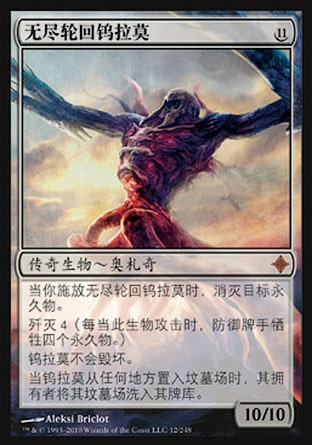 无尽轮回钨拉莫
11
传奇生物～奥札奇
当你施放无尽轮回钨拉莫时，消灭目标永
久物。
歼灭 4（每当此生物攻击时，防御牌手牺
牲四个永久物。）
钨拉莫不会毁坏。
当钨拉莫从任何地方置入坟墓场时，其拥
有者将其坟墓场洗入其牌库。
Aleksi Briclot
10/10
™ & © 1993–2010 Wizards of the Coast LLC 12/248